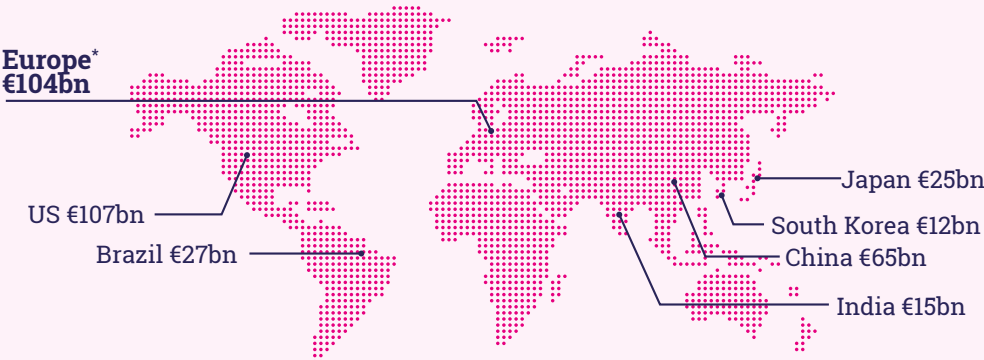 Europe*
€104bn
US €107bn
Brazil €27bn
Japan €25bn
South Korea €12bn
China €65bn
India €15bn